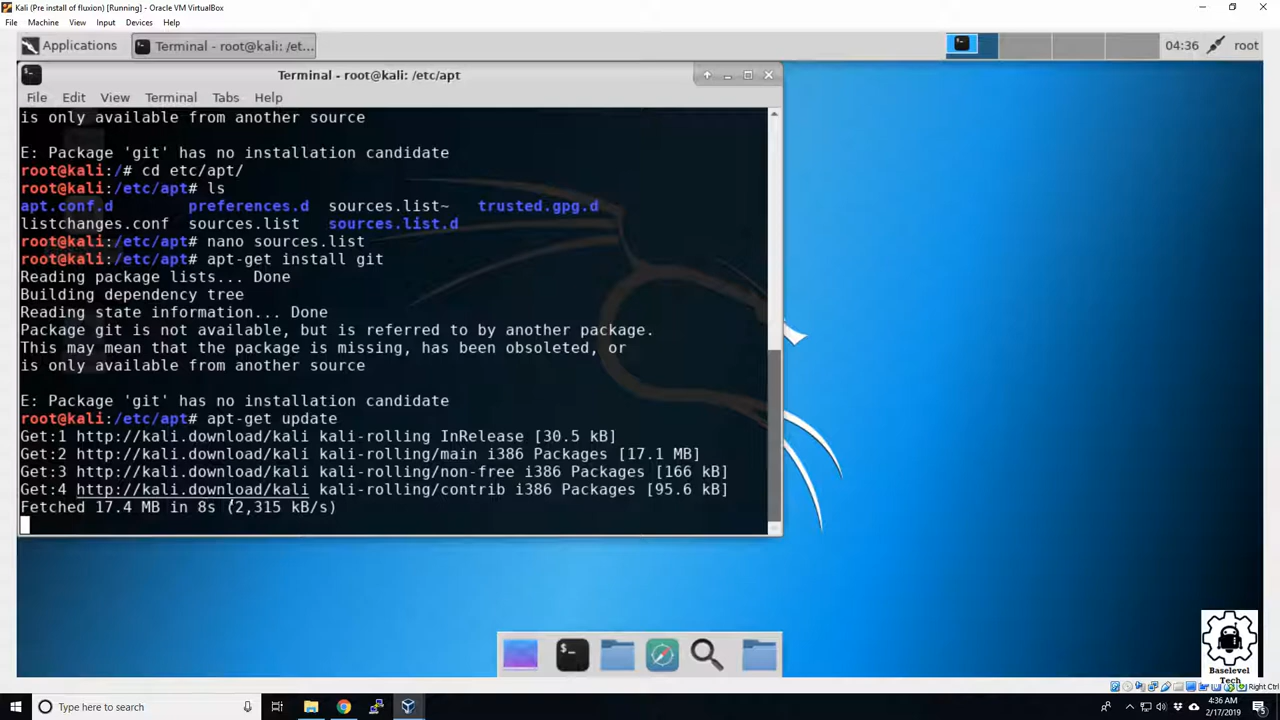 Kali (Pre install of fluxion) [Running] - Oracle VM VirtualBox
File Machine View Input Devices Help
Applications
Terminal - root@kali: /et...
04:36
root
Terminal - root@kali: /etc/apt
File Edit View Terminal Tabs Help
is only available from another source
E: Package 'git' has no installation candidate
root@kali:/# cd etc/apt/
root@kali:/etc/apt# ls
apt.conf.d preferences.d sources.list~ trusted.gpg.d
listchanges.conf sources.list sources.list.d
root@kali:/etc/apt# nano sources.list
root@kali:/etc/apt# apt-get install git
Reading package lists... Done
Building dependency tree
Reading state information... Done
Package git is not available, but is referred to by another package.
This may mean that the package is missing, has been obsoleted, or
is only available from another source
E: Package 'git' has no installation candidate
root@kali:/etc/apt# apt-get update
Get:1 http://kali.download/kali kali-rolling InRelease [30.5 kB]
Get:2 http://kali.download/kali kali-rolling/main i386 Packages [17.1 MB]
Get:3 http://kali.download/kali kali-rolling/non-free i386 Packages [166 kB]
Get:4 http://kali.download/kali kali-rolling/contrib i386 Packages [95.6 kB]
Fetched 17.4 MB in 8s (2,315 kB/s)
$_
Baselevel
Tech
Right Ctrl
Type here to search
4:36 AM
2/17/2019